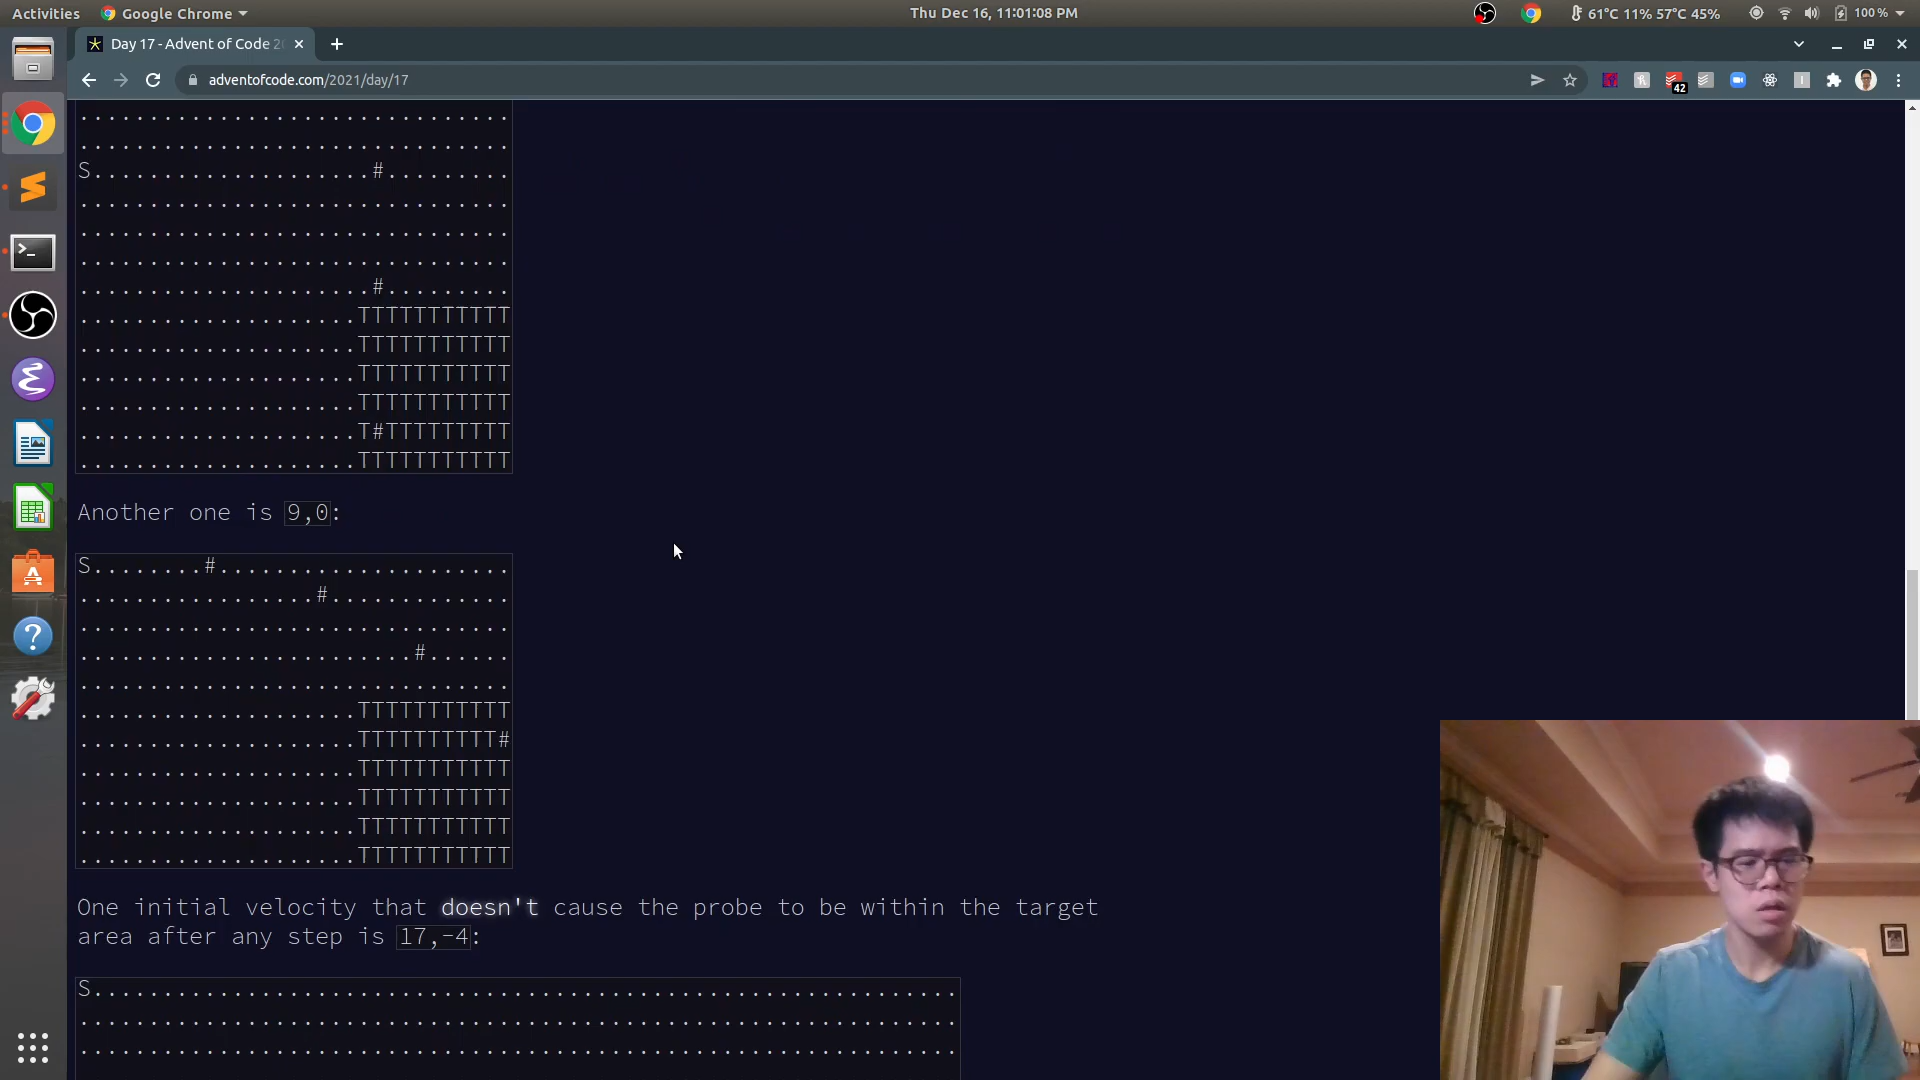 Activities
Google Chrome
Thu Dec 16, 11:01:08 PM
61°C 11% 57°C 45%
100 %
Day 17 - Advent of Code 2
adventofcode.com/2021/day/17
42
...............................
...............................
S....................#.........
...............................
...............................
...............................
.....................#.........
....................TTTTTTTTTTT
....................TTTTTTTTTTT
....................TTTTTTTTTTT
....................TTTTTTTTTTT
....................T#TTTTTTTTT
....................TTTTTTTTTTT
Another one is 9,0:
S........#.....................
.................#.............
...............................
........................#......
...............................
....................TTTTTTTTTTT
....................TTTTTTTTTT#
....................TTTTTTTTTTT
....................TTTTTTTTTTT
....................TTTTTTTTTTT
....................TTTTTTTTTTT
One initial velocity that doesn't cause the probe to be within the target
area after any step is 17,-4:
S..............................................................
...............................................................
...............................................................